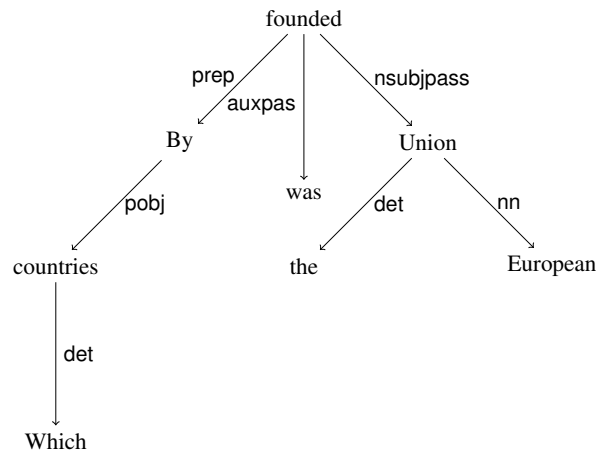 founded
prep
nsubjpass
auxpas
By
Union
was
pobj
det
nn
countries
the
European
det
Which